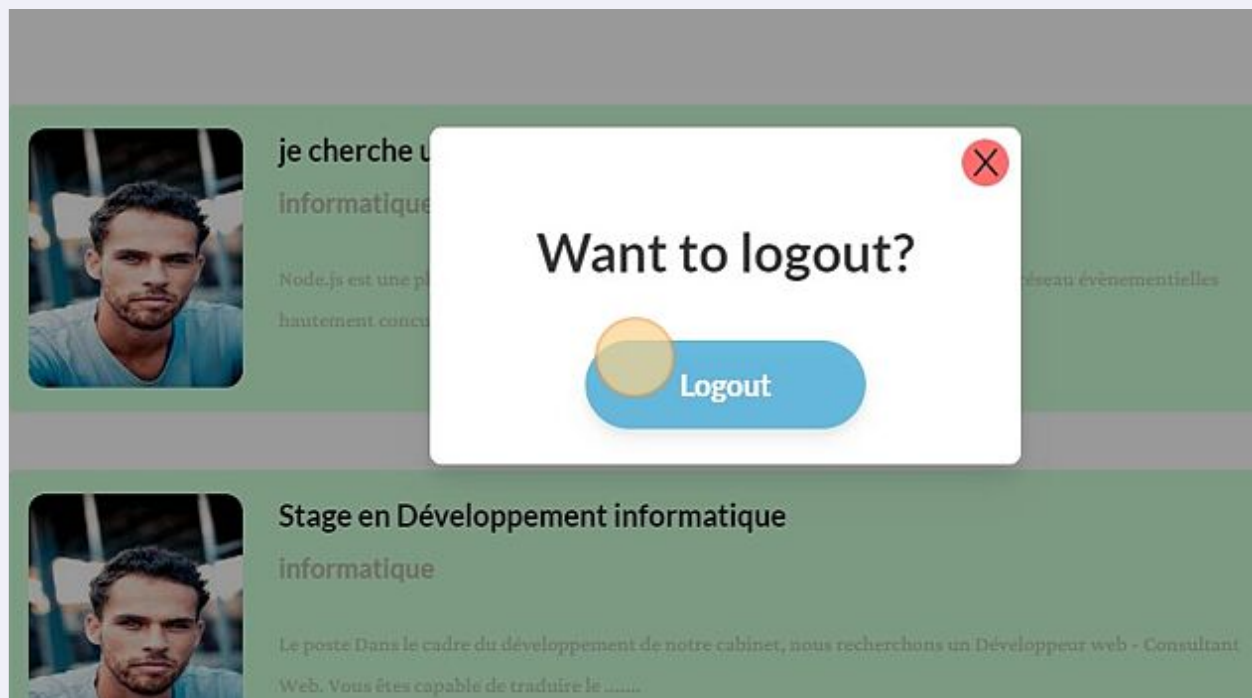 je cherche
informatique
Want to logout?
Node.js est une réseau évènementielles
hautement
Logout
Stage en Développement informatique
informatique
Le poste Dans le cadre du développement de notre cabinet, nous recherchons un Développeur web - Consultant
Web. Vous êtes capable de traduire le .......